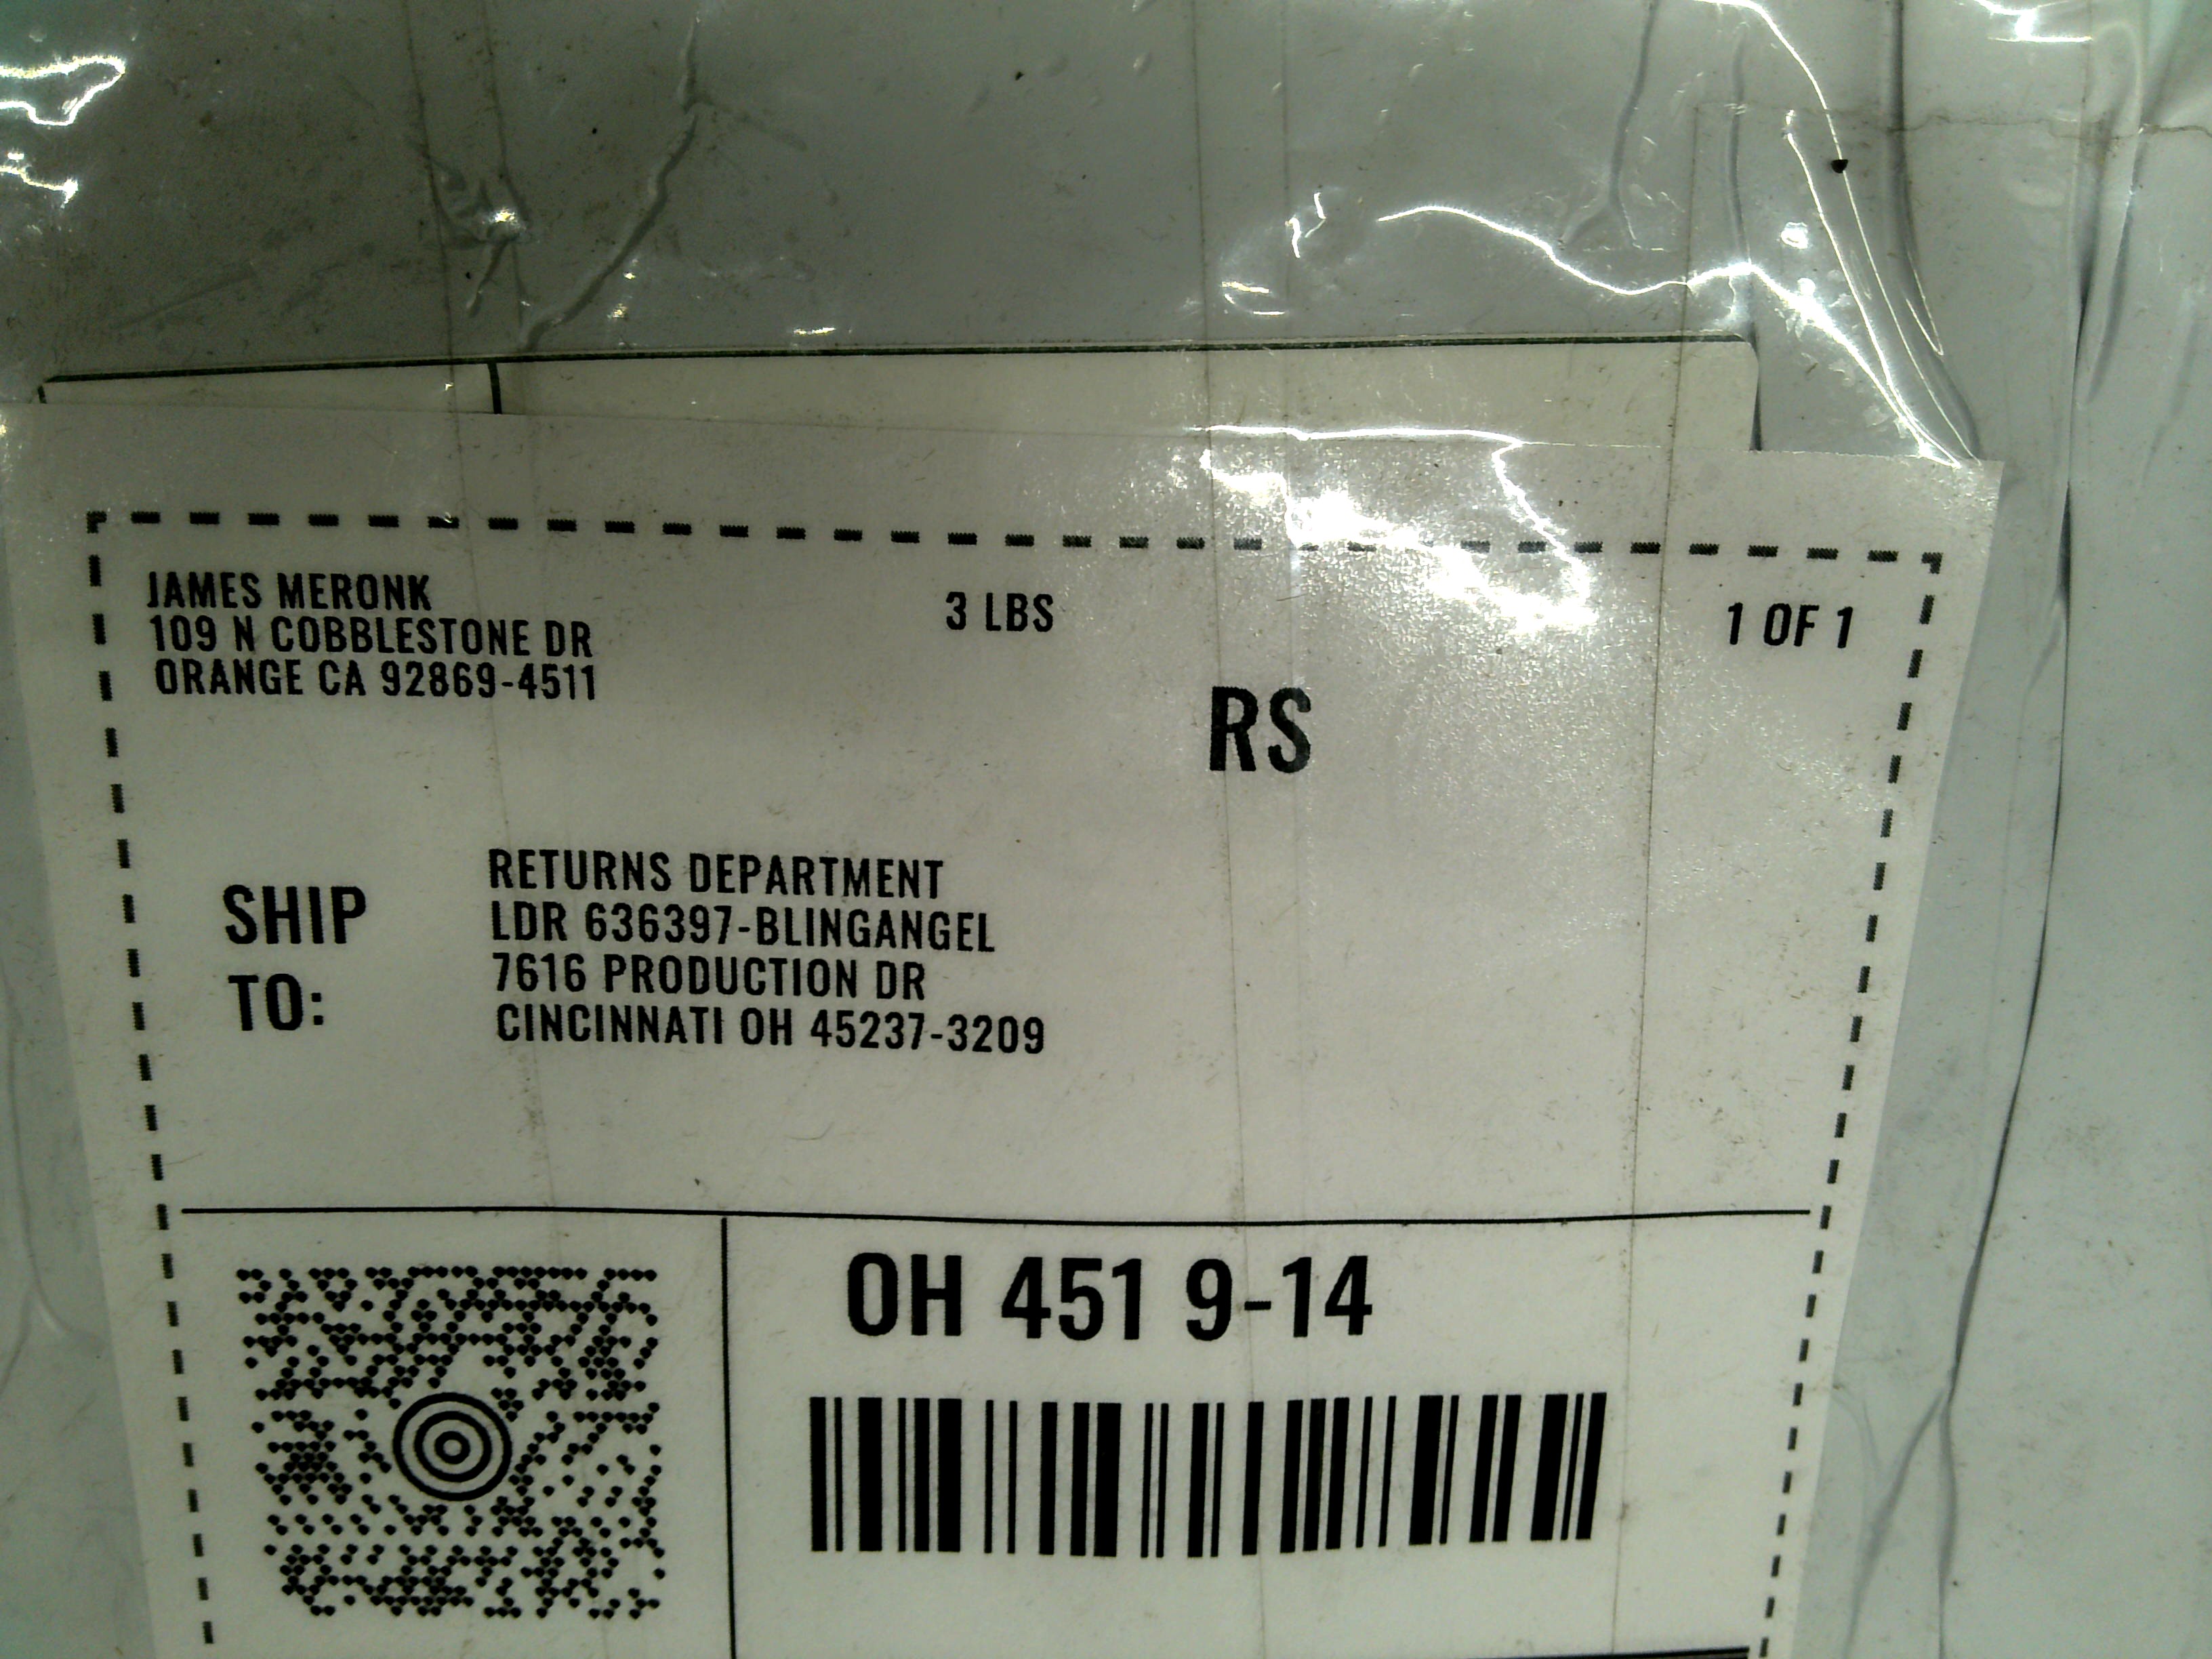 JAMES MERONK
109 N COBBLESTONE DR
ORANGE CA 92869-4511
3 LBS
1 OF 1
RS
SHIP TO:
RETURNS DEPARTMENT
LDR 636397-BLINGANGEL
7616 PRODUCTION DR
CINCINNATI OH 45237-3209
OH 451 9-14